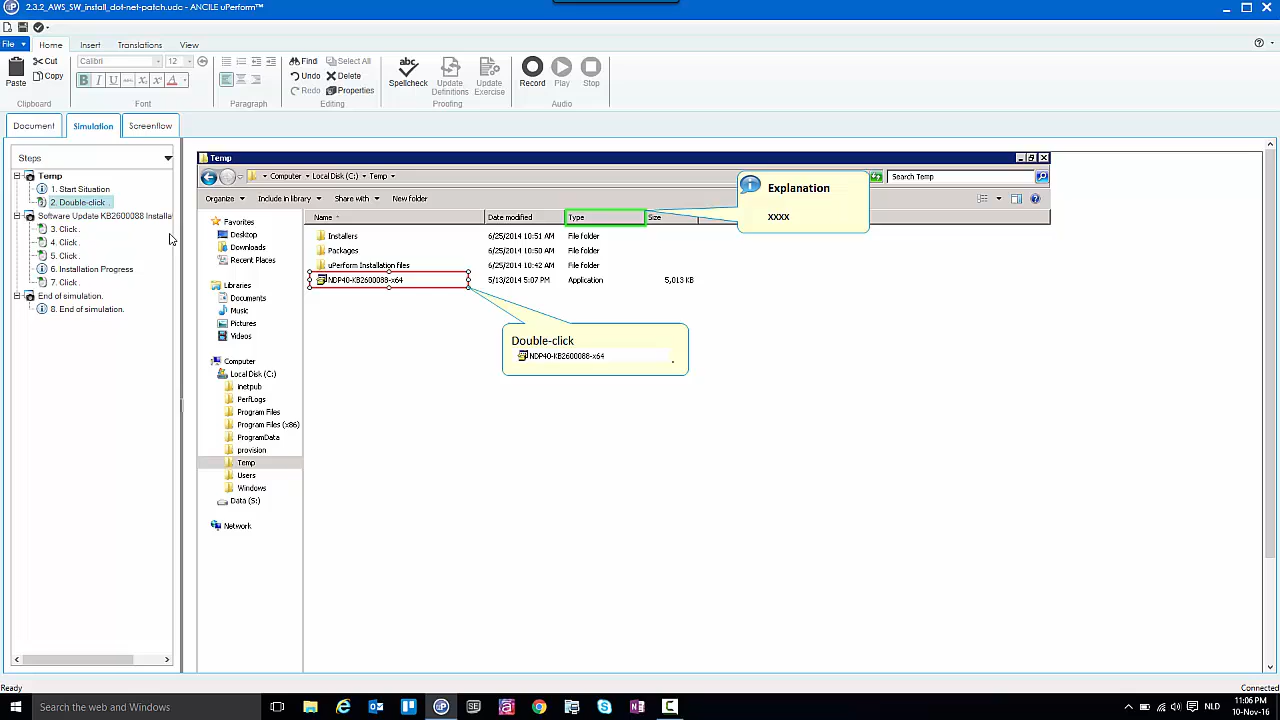 2.3.2_AWS_SW_install_dot-net-patch.udc - ANCILE uPerform™
File Home Insert Translations View
Paste
Cut
Copy
Clipboard
Calibri 12
B I U
Font
Paragraph
Find Select All
Undo Delete
Redo Properties
Editing
abc
Spellcheck
Update Definitions
Update Exercise
Proofing
Record
Play
Stop
Audio
Document Simulation Screenflow
Steps
Temp
1. Start Situation
2. Double-click .
Software Update KB2600088 Installa
3. Click .
4. Click .
5. Click .
6. Installation Progress
7. Click .
End of simulation.
8. End of simulation.
Temp
Computer Local Disk (C:) Temp
Search Temp
Organize Include in library Share with New folder
Favorites
Desktop
Downloads
Recent Places
Libraries
Documents
Music
Pictures
Videos
Computer
Local Disk (C:)
inetpub
PerfLogs
Program Files
Program Files (x86)
ProgramData
provision
Temp
Users
Windows
Data (S:)
Network
Name Date modified Type Size
Installers 6/25/2014 10:51 AM File folder
Packages 6/25/2014 10:50 AM File folder
uPerform Installation files 6/25/2014 10:42 AM File folder
NDP40-KB2600088-x64 5/13/2014 5:07 PM Application 5,013 KB
Explanation
xxxx
Double-click
NDP40-KB2600088-x64 .
Ready
Connected
Search the web and Windows
NLD
11:06 PM
10-Nov-16